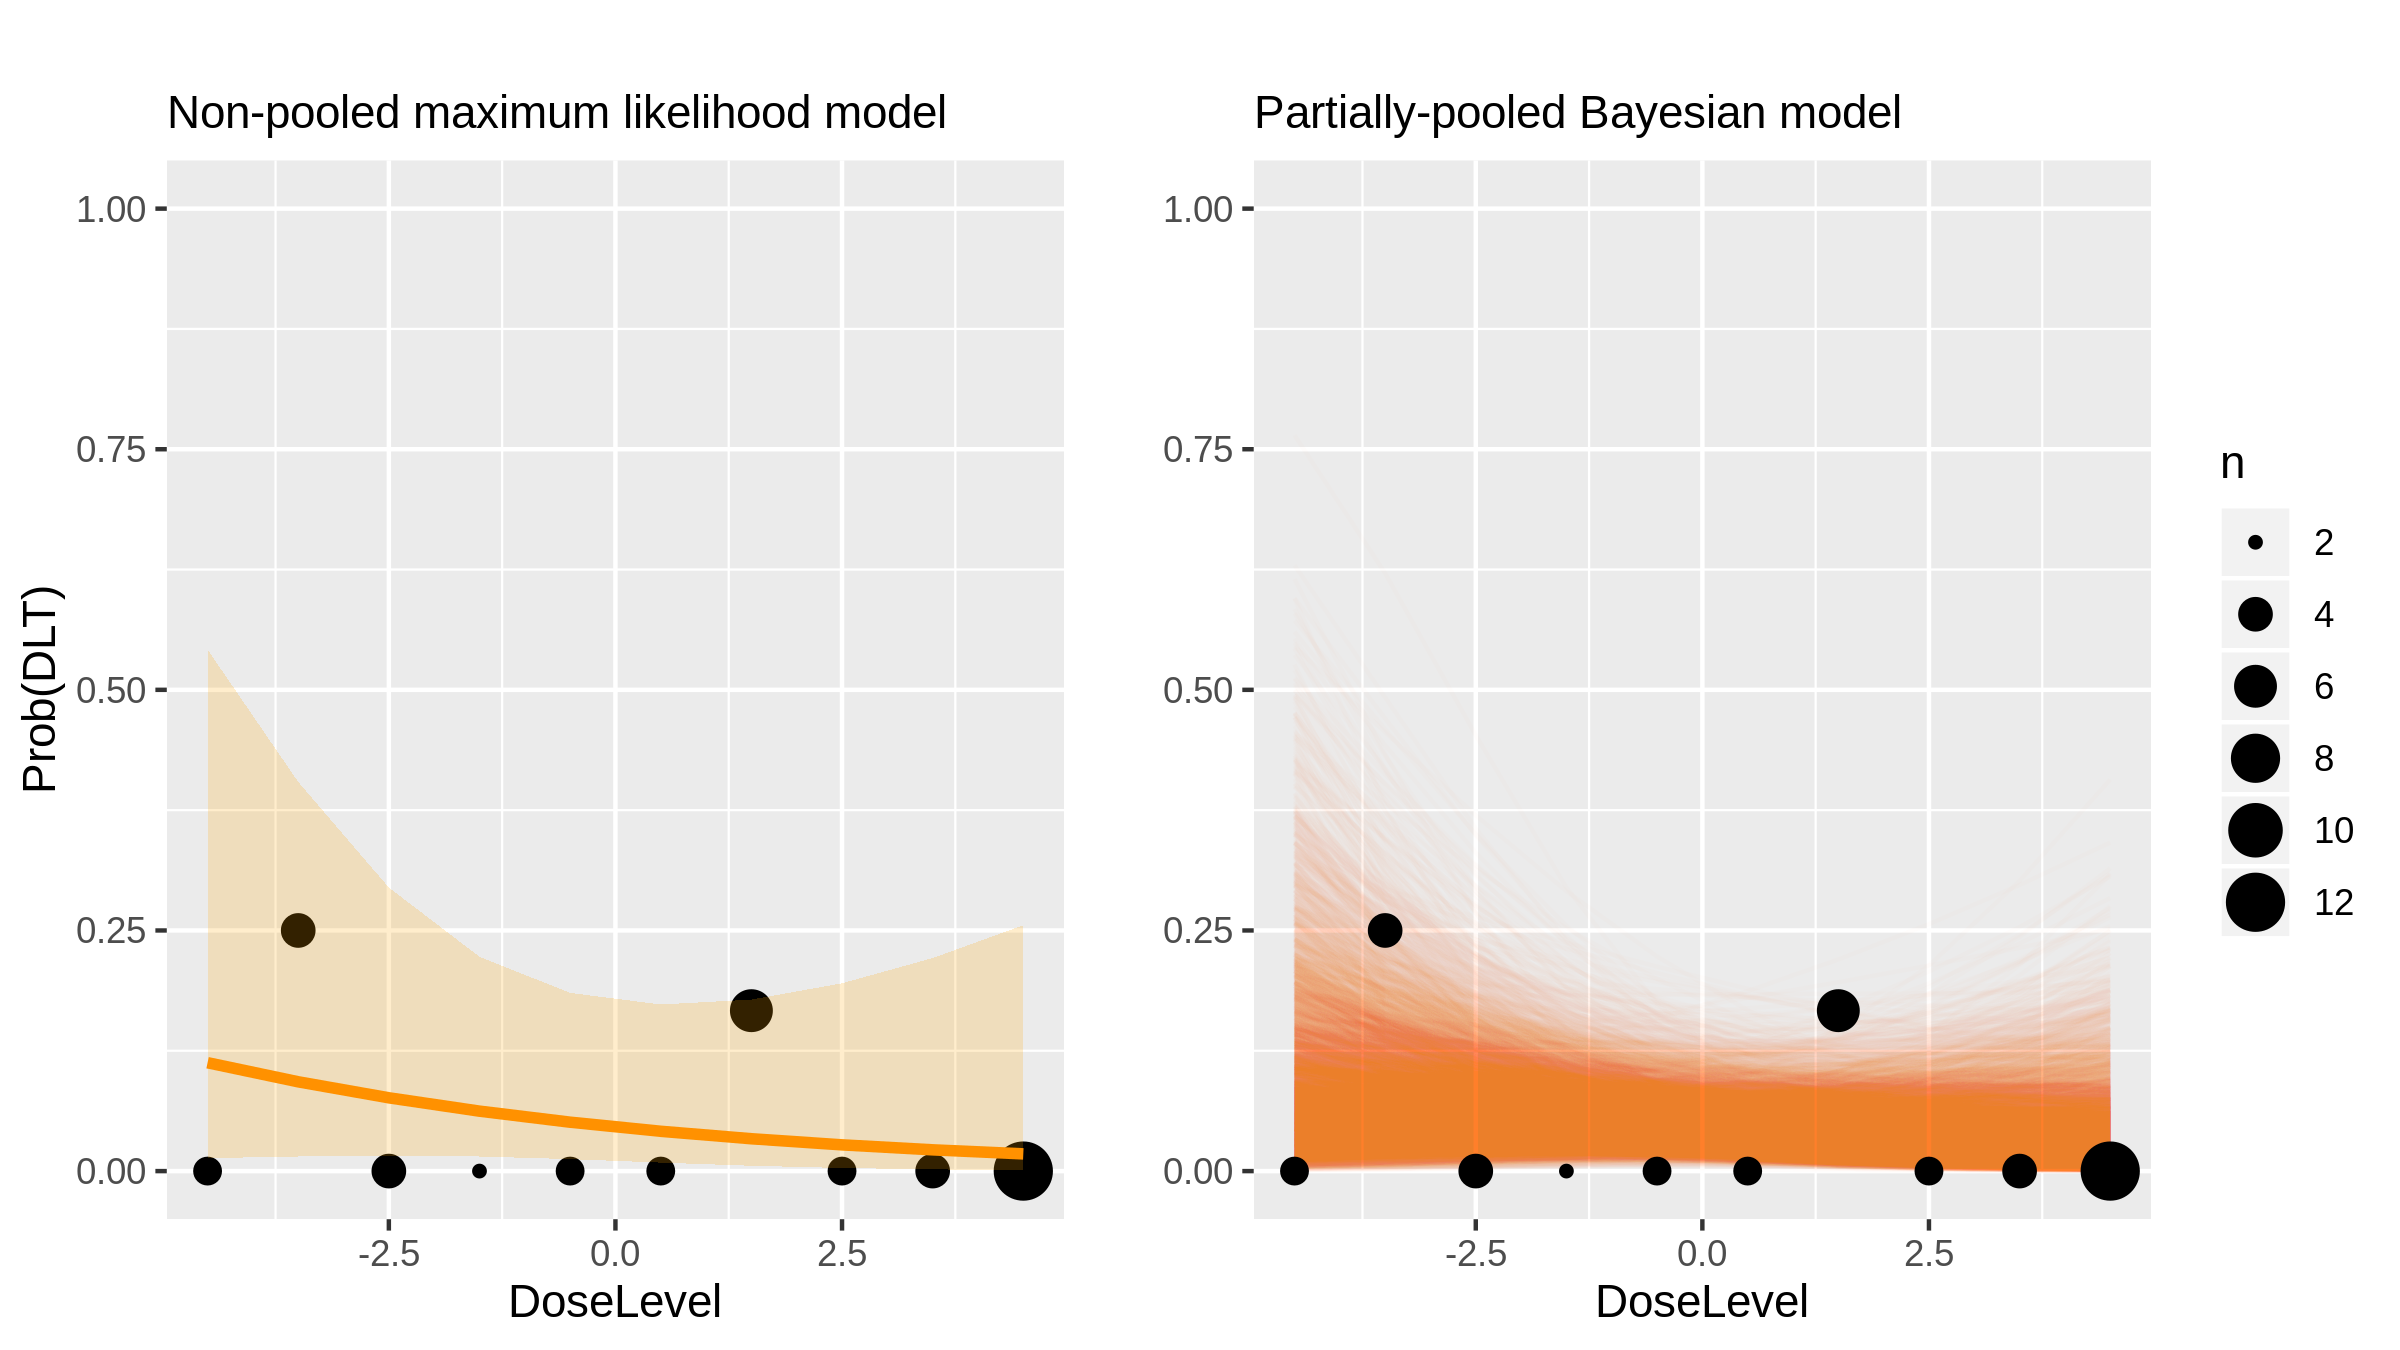 Non-pooled maximum likelihood model
Prob(DLT)
1.00
0.75
0.50
0.25
0.00
-2.5 0.0 2.5
DoseLevel
Partially-pooled Bayesian model
1.00
0.75
0.50
0.25
0.00
-2.5 0.0 2.5
DoseLevel
n
2
4
6
8
10
12